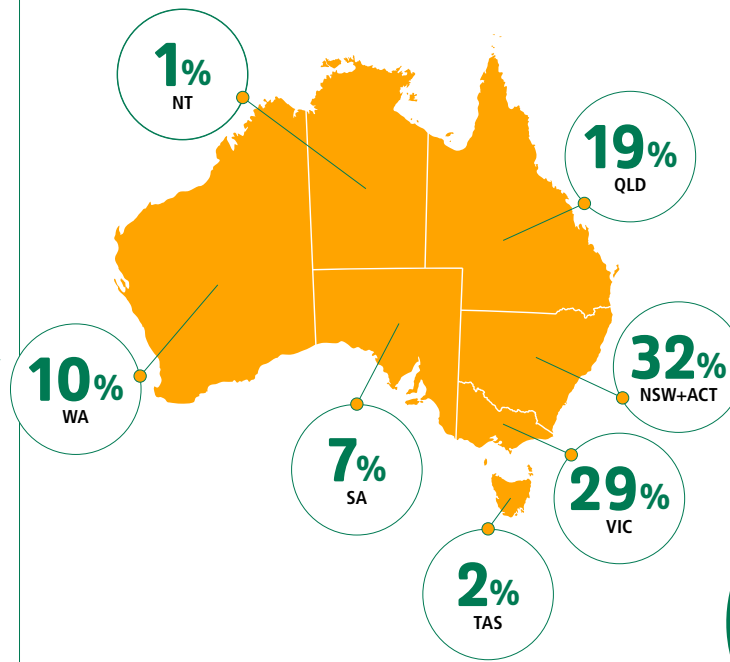 1%
NT
19%
QLD
32%
NSW+ACT
10%
WA
7%
SA
29%
VIC
2%
TAS